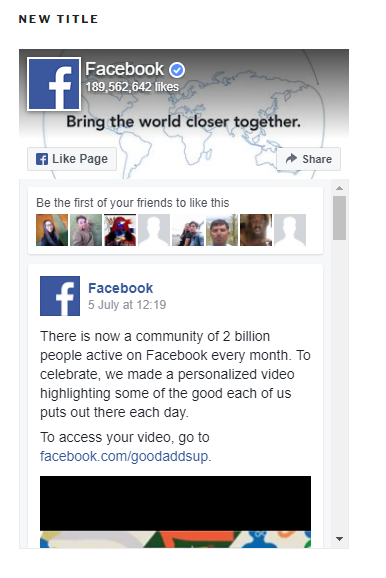 NEW TITLE
Facebook
189,562,642 likes
Bring the world closer together.
Like Page
Share
Be the first of your friends to like this
Facebook
5 July at 12:19
There is now a community of 2 billion
people active on Facebook every month. To
celebrate, we made a personalized video
highlighting some of the good each of us
puts out there each day.
To access your video, go to
facebook.com/goodaddsup.